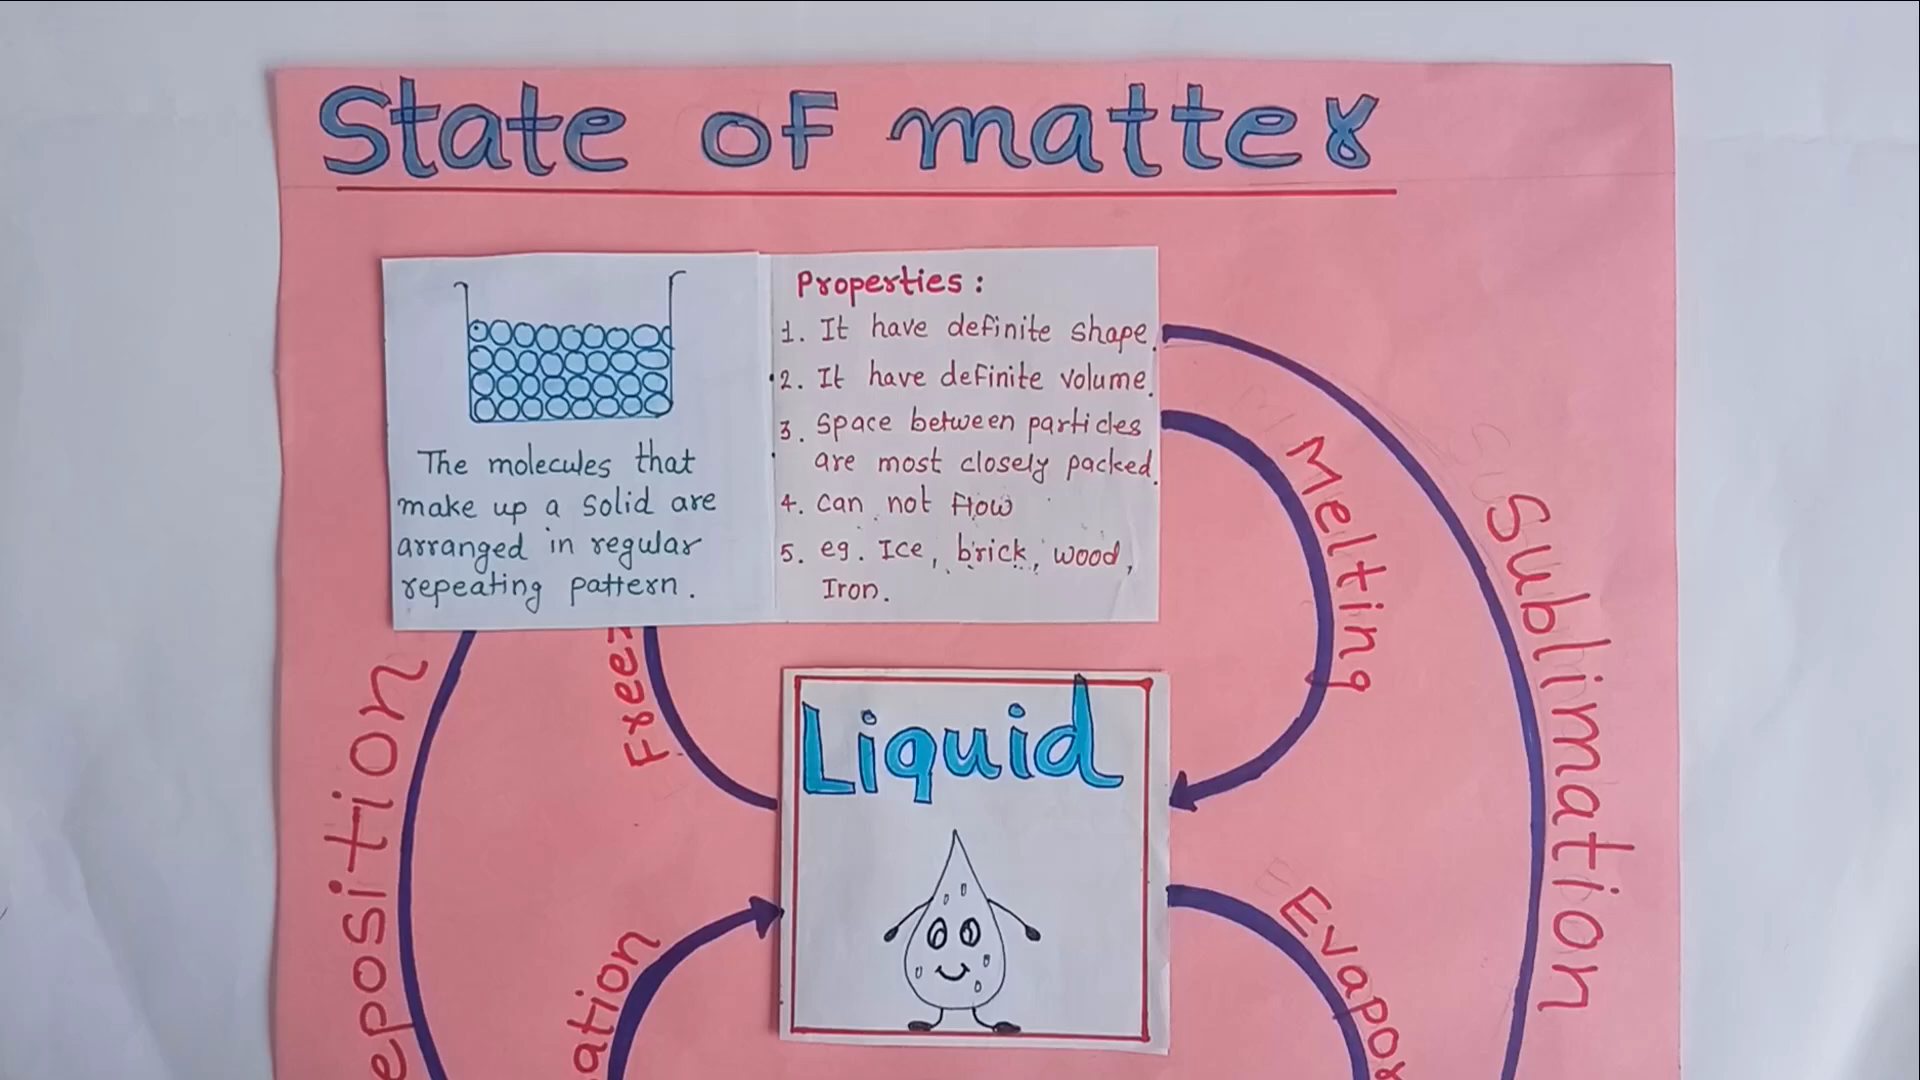 State of matter
The molecules that
make up a solid are
arranged in regular
repeating pattern.
Properties :
1. It have definite shape.
2. It have definite volume.
3. Space between particles
are most closely packed.
4. can not flow
5. eg. Ice, brick, wood,
Iron.
Melting
Sublimation
Freez
Liquid
eposition
ation
Evapor